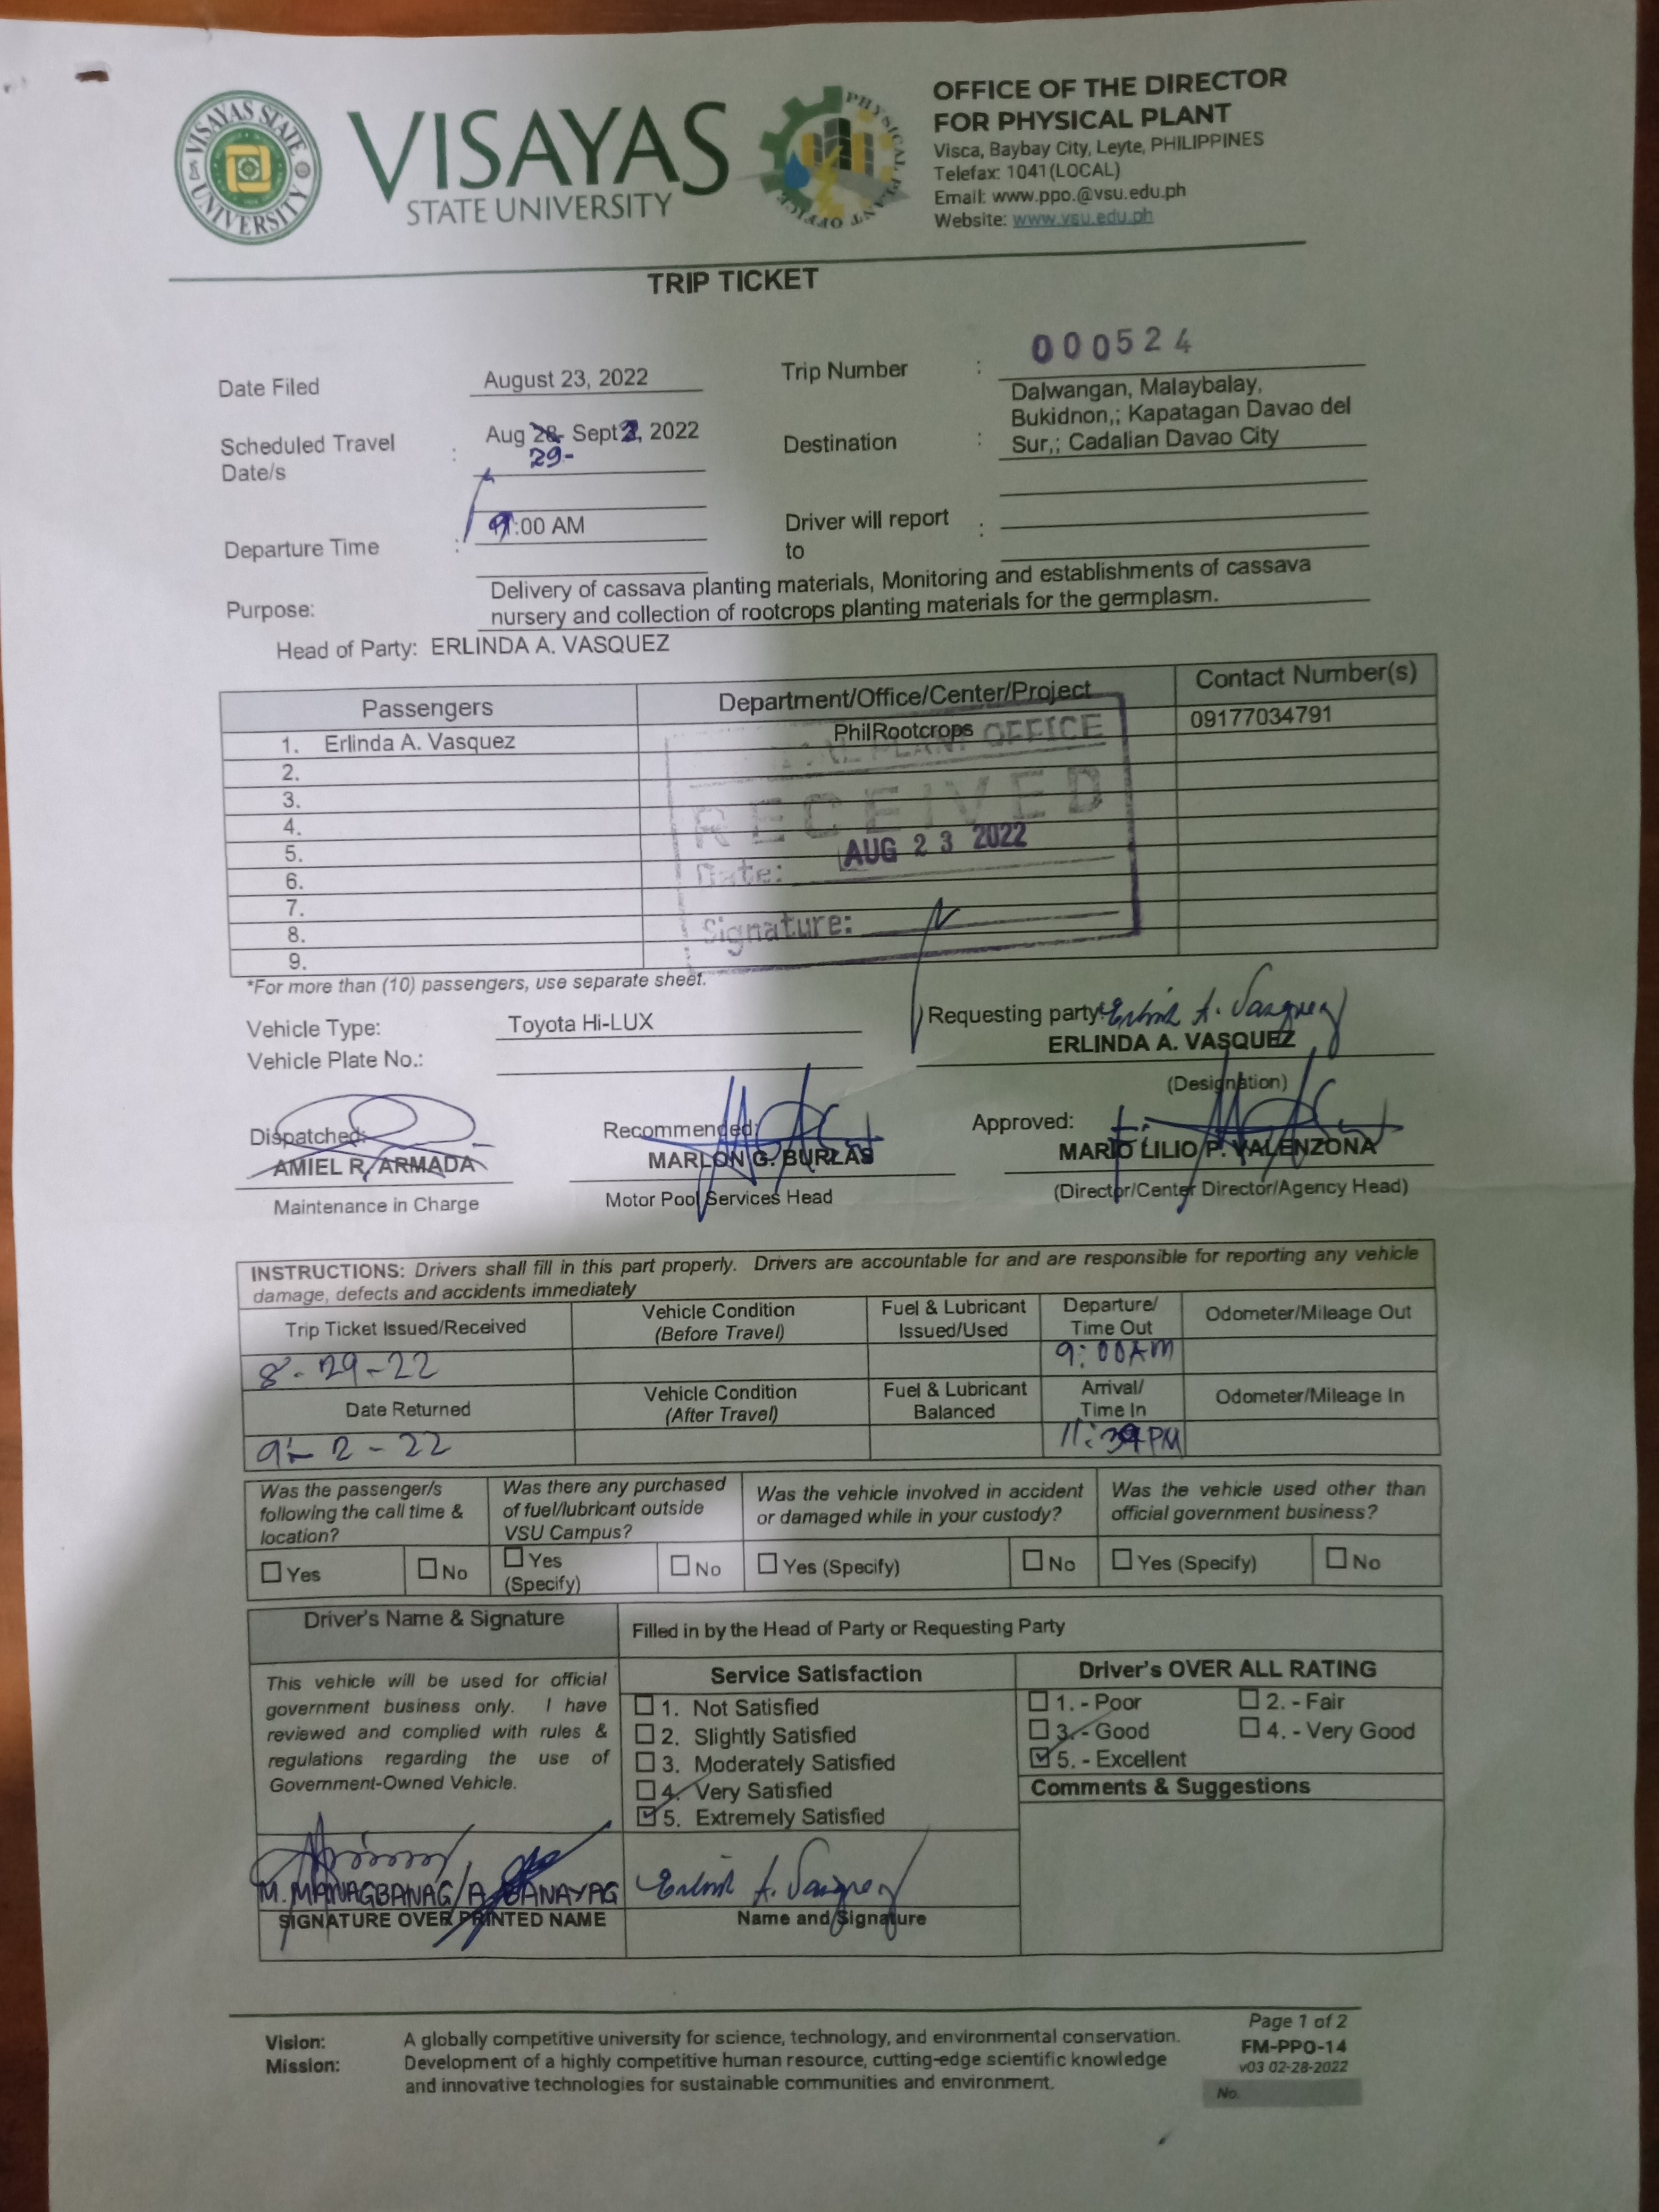 VISAYAS STATE UNIVERSITY
VISAYAS
STATE UNIVERSITY
PHYSICAL PLANT OFFICE
OFFICE OF THE DIRECTOR
FOR PHYSICAL PLANT
Visca, Baybay City, Leyte, PHILIPPINES
Telefax: 1041(LOCAL)
Email: www.ppo.@vsu.edu.ph
Website: www.vsu.edu.ph
TRIP TICKET
Date Filed August 23, 2022
Trip Number : 000524
Scheduled Travel Date/s : Aug 28- Sept 2, 2022
29-
Destination : Dalwangan, Malaybalay,
Bukidnon,; Kapatagan Davao del
Sur,; Cadalian Davao City
Departure Time : 9:00 AM
Driver will report to :
Purpose: Delivery of cassava planting materials, Monitoring and establishments of cassava
nursery and collection of rootcrops planting materials for the germplasm.
Head of Party: ERLINDA A. VASQUEZ
Passengers Department/Office/Center/Project Contact Number(s)
1. Erlinda A. Vasquez PhilRootcrops 09177034791
2.
3.
4.
5.
6.
7.
8.
9.
PLANT OFFICE
RECEIVED
Date: AUG 23 2022
Signature:
*For more than (10) passengers, use separate sheet.
Vehicle Type: Toyota Hi-LUX
Vehicle Plate No.:
Requesting party: Erlinda A. Vasquez
ERLINDA A. VASQUEZ
(Designation)
Dispatched: Recommended: Approved:
AMIEL R. ARMADA MARLON G. BURLAS MARIO LILIO P. VALENZONA
Maintenance in Charge Motor Pool Services Head (Director/Center Director/Agency Head)
INSTRUCTIONS: Drivers shall fill in this part properly. Drivers are accountable for and are responsible for reporting any vehicle
damage, defects and accidents immediately
Trip Ticket Issued/Received Vehicle Condition (Before Travel) Fuel & Lubricant Issued/Used Departure/ Time Out Odometer/Mileage Out
8-29-22 9:00AM
Date Returned Vehicle Condition (After Travel) Fuel & Lubricant Balanced Arrival/ Time In Odometer/Mileage In
9-2-22 PM
Was the passenger/s following the call time & location?
Was there any purchased of fuel/lubricant outside VSU Campus?
Was the vehicle involved in accident or damaged while in your custody?
Was the vehicle used other than official government business?
Yes No Yes (Specify) No Yes (Specify) No Yes (Specify) No
Driver's Name & Signature Filled in by the Head of Party or Requesting Party
This vehicle will be used for official
government business only. I have
reviewed and complied with rules &
regulations regarding the use of
Government-Owned Vehicle.
Service Satisfaction
1. Not Satisfied
2. Slightly Satisfied
3. Moderately Satisfied
4. Very Satisfied
5. Extremely Satisfied
Driver's OVER ALL RATING
1. - Poor 2. - Fair
3. - Good 4. - Very Good
5. - Excellent
Comments & Suggestions
M. MANAGBANAG/A. BANAYAG
SIGNATURE OVER PRINTED NAME
Erlinda A. Vasquez
Name and Signature
Vision: A globally competitive university for science, technology, and environmental conservation.
Mission: Development of a highly competitive human resource, cutting-edge scientific knowledge
and innovative technologies for sustainable communities and environment.
Page 1 of 2
FM-PPO-14
v03 02-28-2022
No.